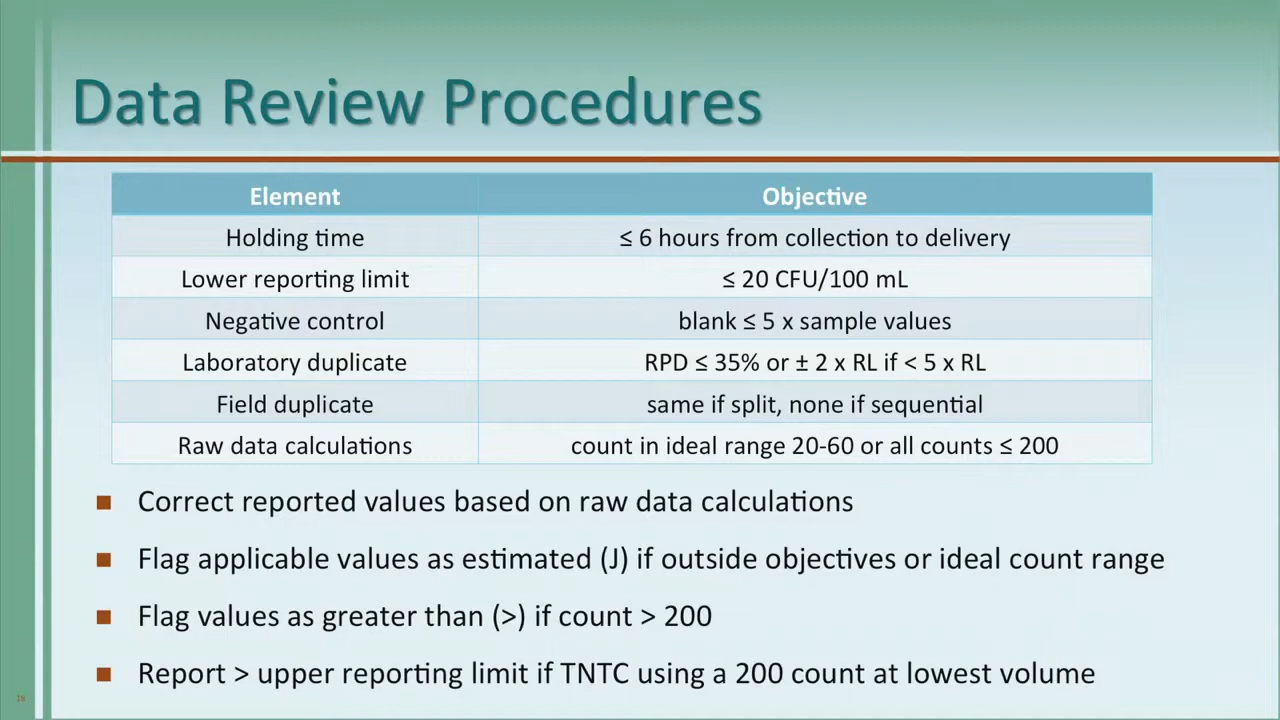 Data Review Procedures
Element Objective
Holding time ≤ 6 hours from collection to delivery
Lower reporting limit ≤ 20 CFU/100 mL
Negative control blank ≤ 5 x sample values
Laboratory duplicate RPD ≤ 35% or ± 2 x RL if < 5 x RL
Field duplicate same if split, none if sequential
Raw data calculations count in ideal range 20-60 or all counts ≤ 200
Correct reported values based on raw data calculations
Flag applicable values as estimated (J) if outside objectives or ideal count range
Flag values as greater than (>) if count > 200
Report > upper reporting limit if TNTC using a 200 count at lowest volume